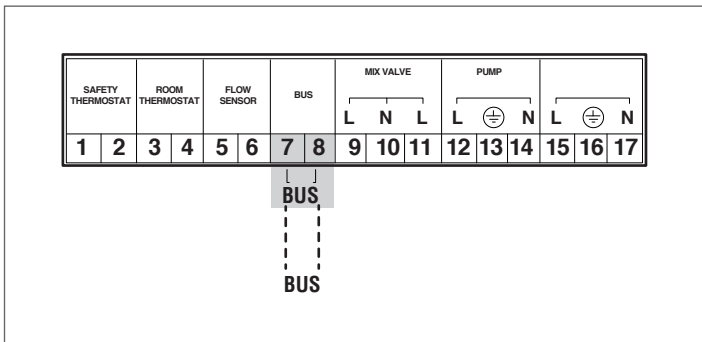 SAFETY THERMOSTAT ROOM THERMOSTAT FLOW SENSOR BUS MIX VALVE PUMP
L N L L N L N
1 2 3 4 5 6 7 8 9 10 11 12 13 14 15 16 17
BUS
BUS